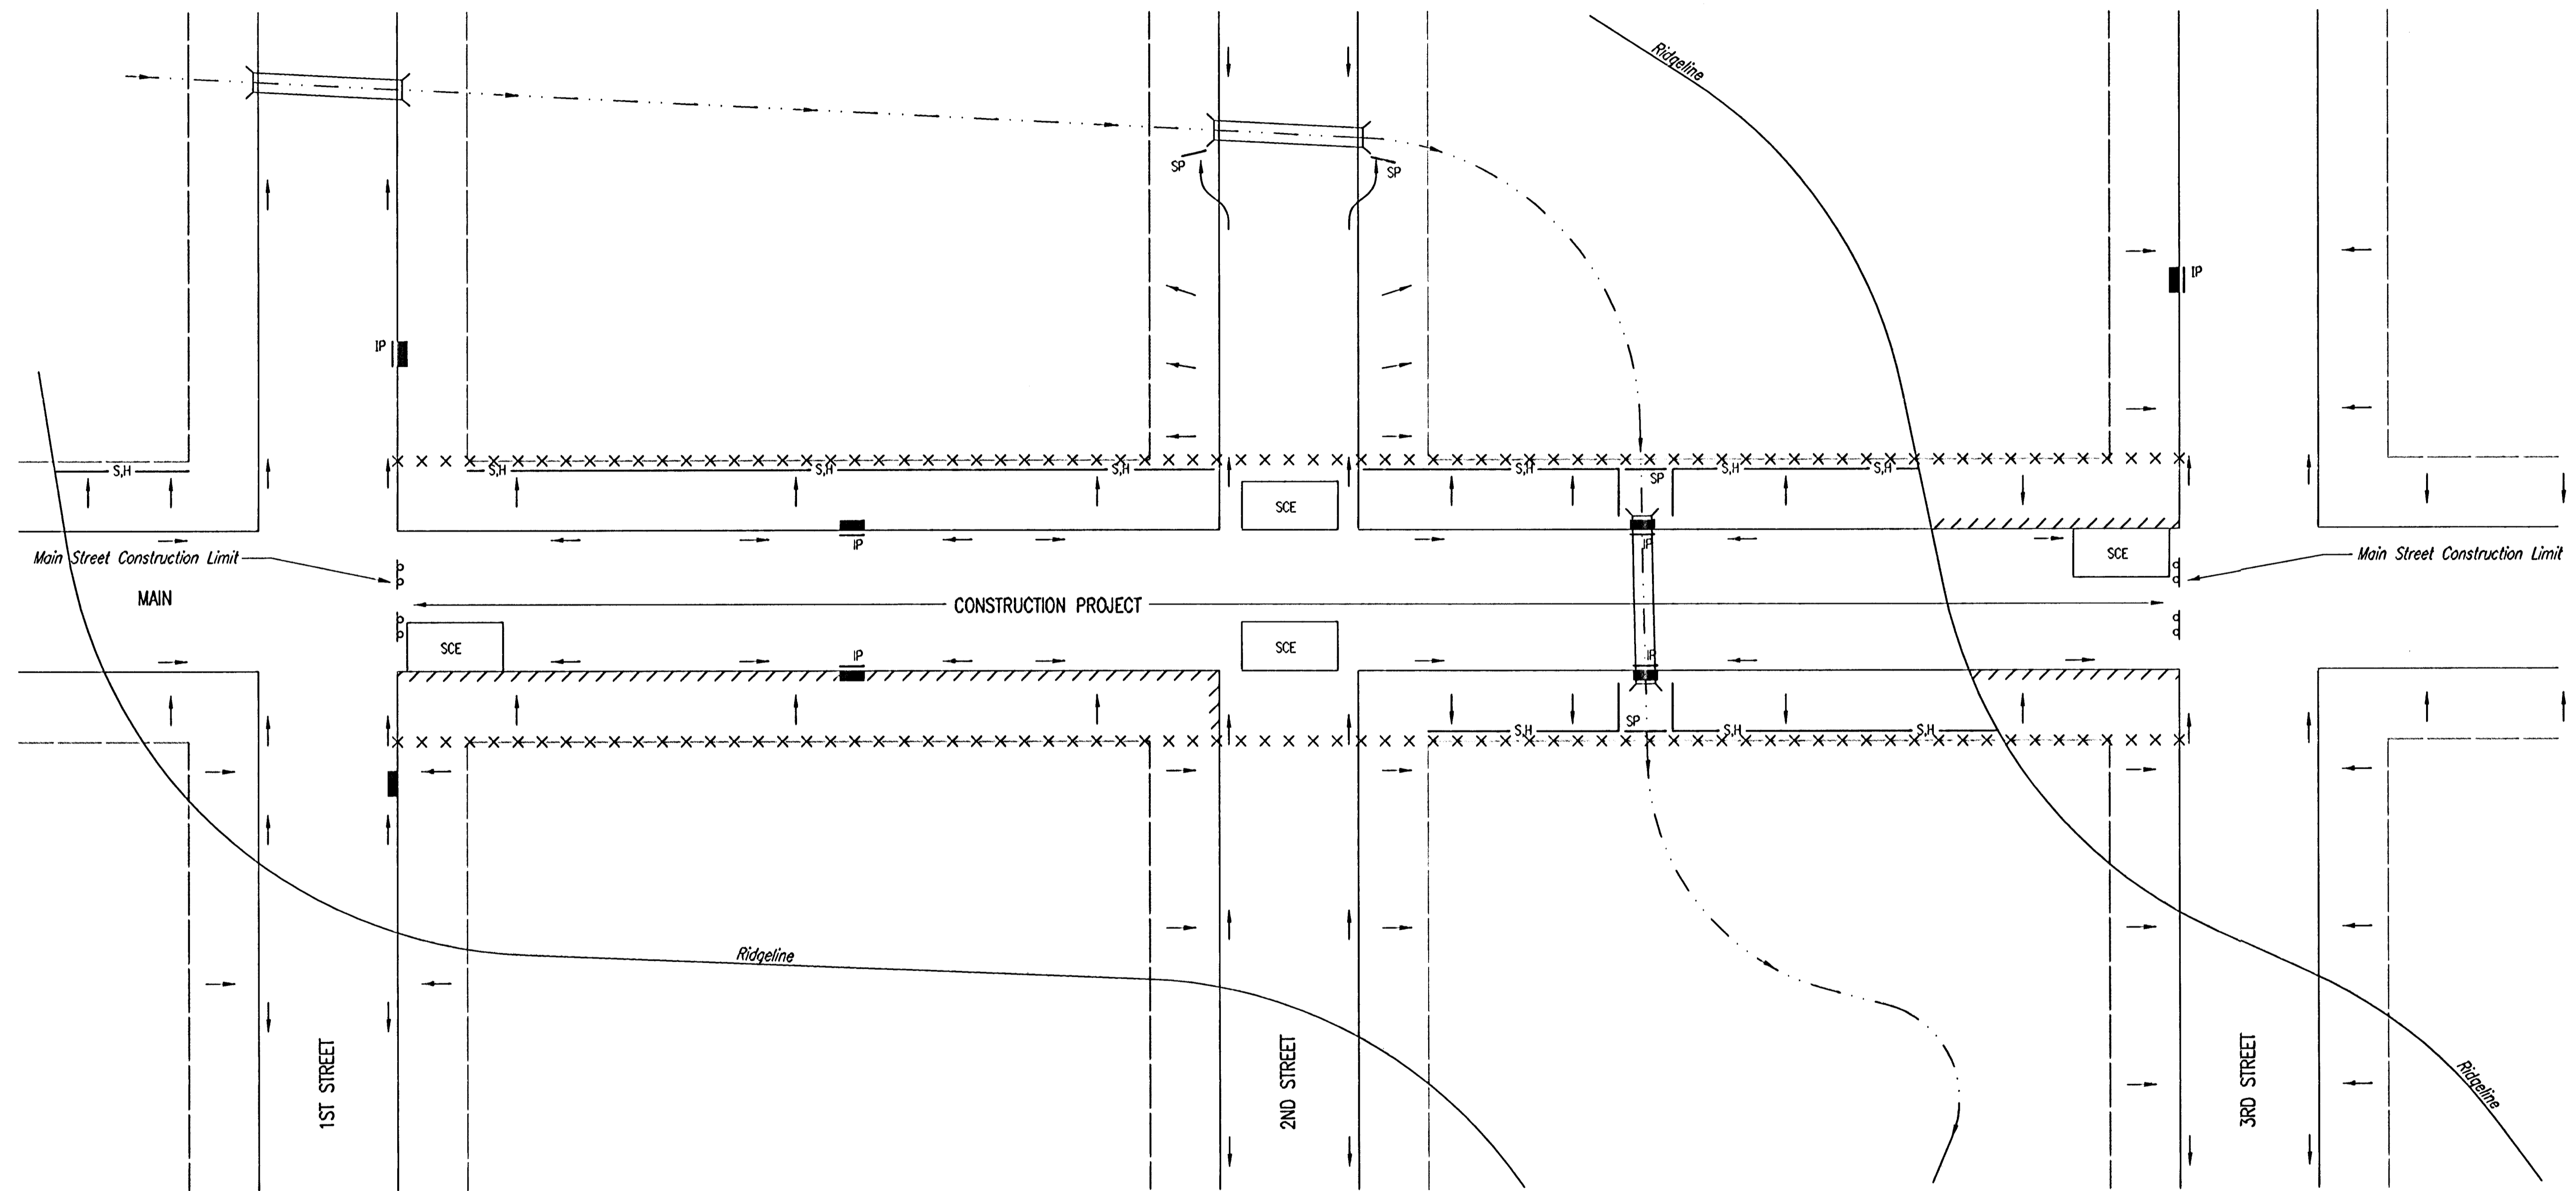 Ridgeline
SP
SP
IP
IP
S,H
S,H
S,H
S,H
S,H
SP
S,H
S,H
SCE
IP
IP
SCE
Main Street Construction Limit
Main Street Construction Limit
MAIN
CONSTRUCTION PROJECT
SCE
SCE
IP
IP
SP
S,H
S,H
S,H
Ridgeline
1ST STREET
2ND STREET
3RD STREET
Ridgeline